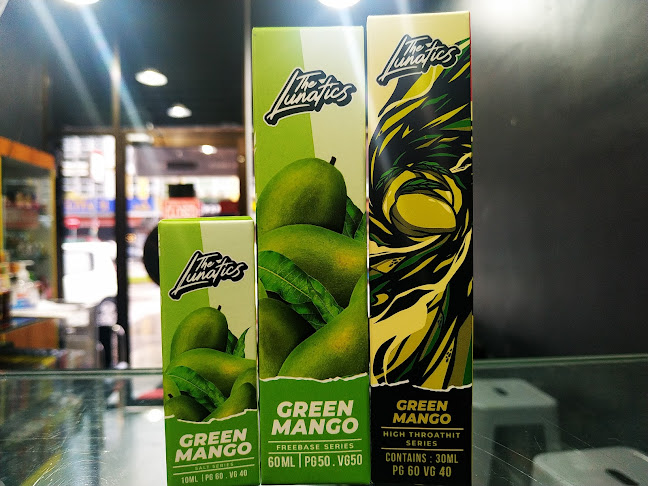 The
Lunatics
GREEN
MANGO
SALT SERIES
10ML | PG 60 . VG 40
The
Lunatics
GREEN
MANGO
FREEBASE SERIES
60ML | PG50 . VG50
The
Lunatics
GREEN
MANGO
HIGH THROATHIT
SERIES
CONTAINS : 30ML
PG 60 VG 40